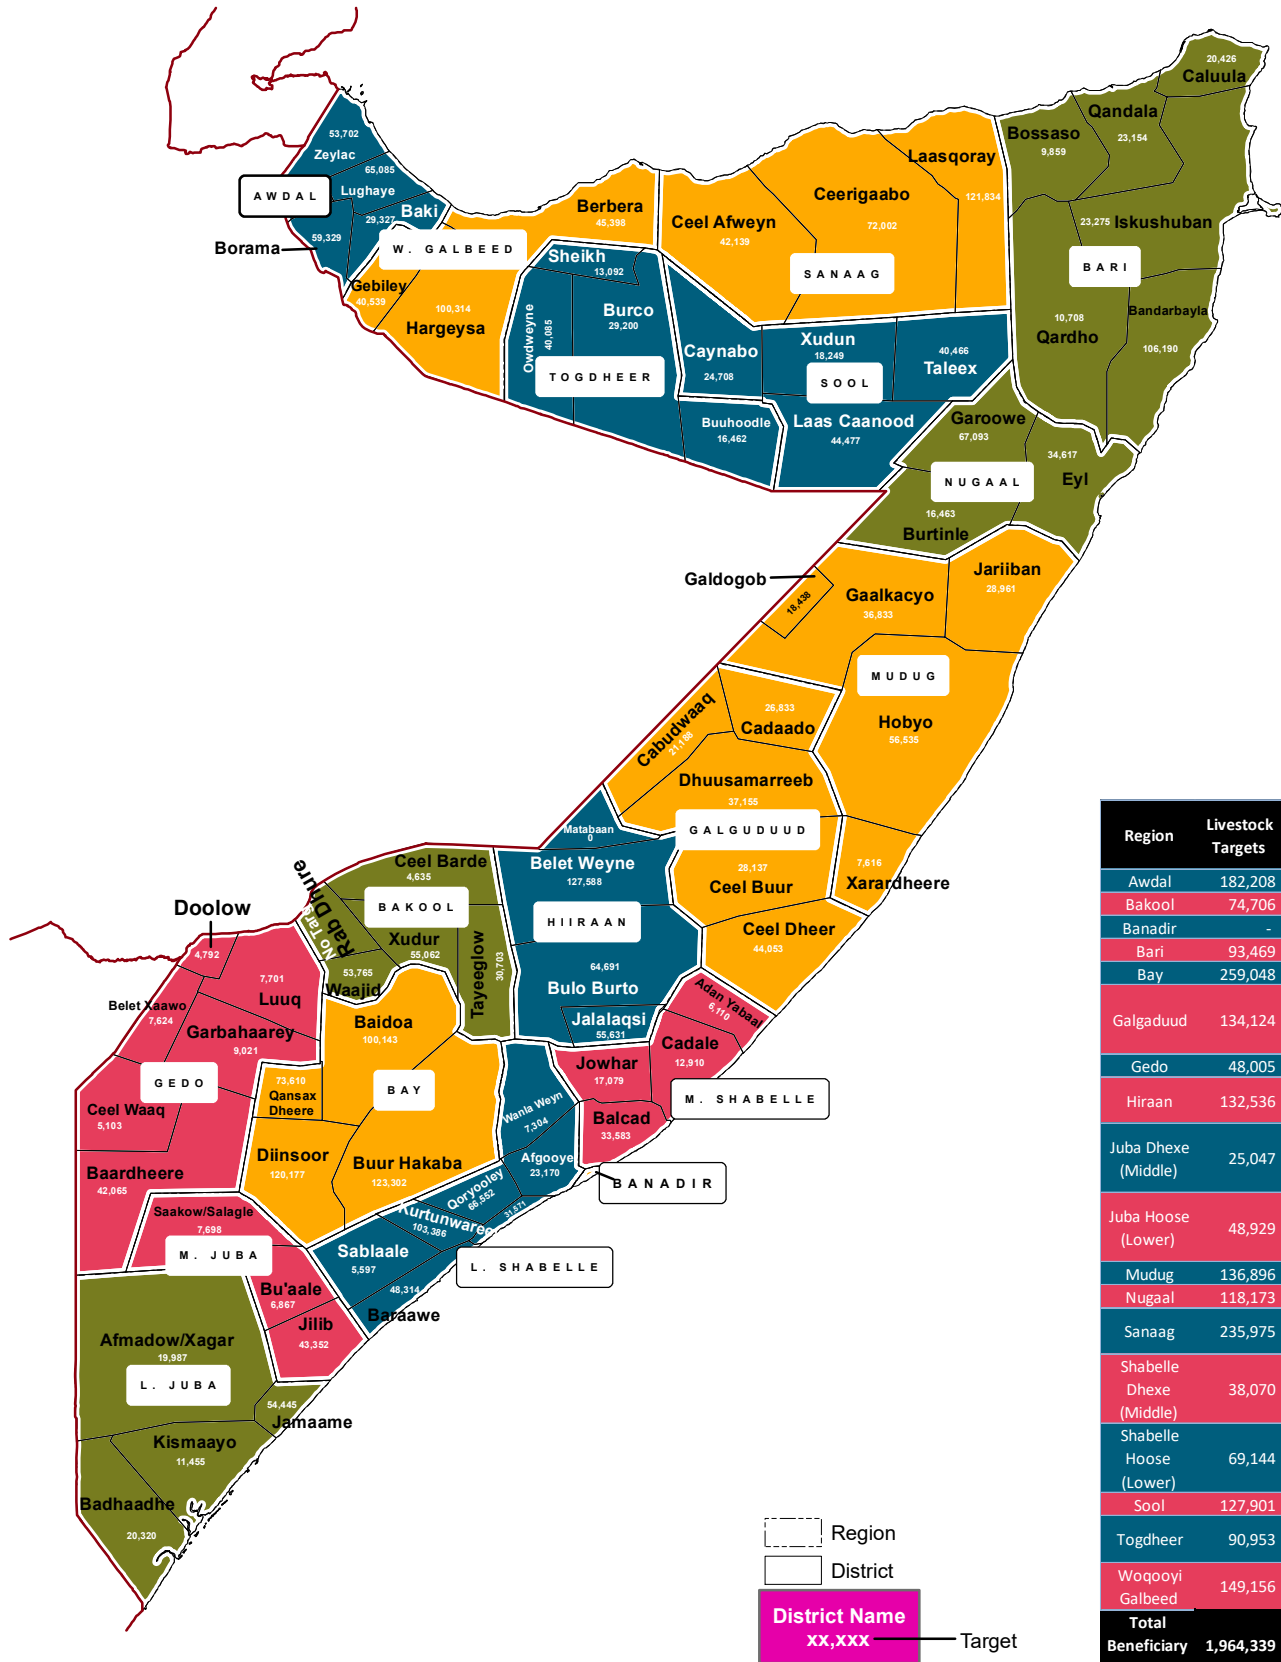 20,426
Caluula
Qandala
23,154
Bossaso
9,859
53,702
Zeylac
65,085
Lughaye
AWDAL
29,327
Baki
Borama
59,329
Laasqoray
121,834
Ceerigaabo
72,002
Berbera
45,398
Ceel Afweyn
42,139
W. GALBEED
SANAAG
23,275
Iskushuban
BARI
Sheikh
13,092
Gebiley
40,539
100,314
Hargeysa
Owdweyne
40,085
Burco
29,200
TOGDHEER
Caynabo
24,708
Xudun
18,249
SOOL
40,466
Taleex
10,708
Qardho
Bandarbayla
106,190
Buuhoodle
16,462
Laas Caanood
44,477
Garoowe
67,093
34,617
Eyl
NUGAAL
16,463
Burtinle
Galdogob
18,438
Gaalkacyo
36,833
Jariiban
28,961
MUDUG
Hobyo
56,535
Cabudwaaq
21,188
26,833
Cadaado
Dhuusamarreeb
37,155
GALGUDUUD
28,137
Ceel Buur
7,616
Xarardheere
Ceel Dheer
44,053
Matabaan
0
Belet Weyne
127,588
HIIRAAN
64,691
Bulo Burto
Jalalaqsi
55,631
Ceel Barde
4,635
BAKOOL
Rab Dhure
No Targ
Xudur
55,062
53,765
Waajid
Tayeeglow
30,703
Doolow
4,792
7,701
Luuq
Belet Xaawo
7,624
Garbahaarey
9,021
GEDO
Ceel Waaq
5,103
Baardheere
42,065
Baidoa
100,143
73,610
Qansax
Dheere
BAY
Diinsoor
120,177
Buur Hakaba
123,302
Adan Yabaal
6,110
Cadale
12,910
Jowhar
17,079
M. SHABELLE
Balcad
33,583
Wanla Weyn
7,304
Afgooye
23,170
BANADIR
Qoryooley
66,552
31,571
Kurtunwaree
103,386
Sablaale
5,597
L. SHABELLE
48,314
Baraawe
Saakow/Salagle
7,698
M. JUBA
Bu'aale
6,867
Jilib
43,352
Afmadow/Xagar
19,987
L. JUBA
54,445
Jamaame
Kismaayo
11,455
Badhaadhe
20,320
Region
District
District Name
xx,xxx
Target
Region Livestock Targets
Awdal 182,208
Bakool 74,706
Banadir -
Bari 93,469
Bay 259,048
Galgaduud 134,124
Gedo 48,005
Hiraan 132,536
Juba Dhexe (Middle) 25,047
Juba Hoose (Lower) 48,929
Mudug 136,896
Nugaal 118,173
Sanaag 235,975
Shabelle Dhexe (Middle) 38,070
Shabelle Hoose (Lower) 69,144
Sool 127,901
Togdheer 90,953
Woqooyi Galbeed 149,156
Total Beneficiary 1,964,339